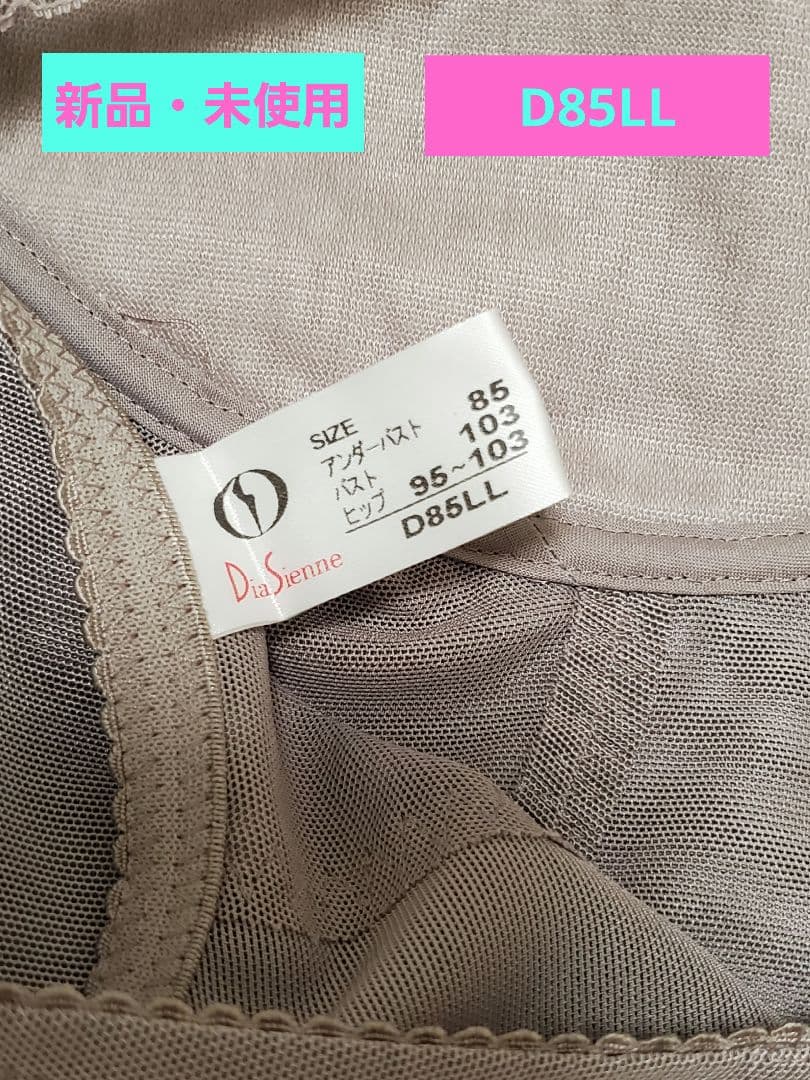 新品・未使用
D85LL
SIZE
アンダーバスト 85
バスト 103
ヒップ 95~103
D85LL
DiaSienne